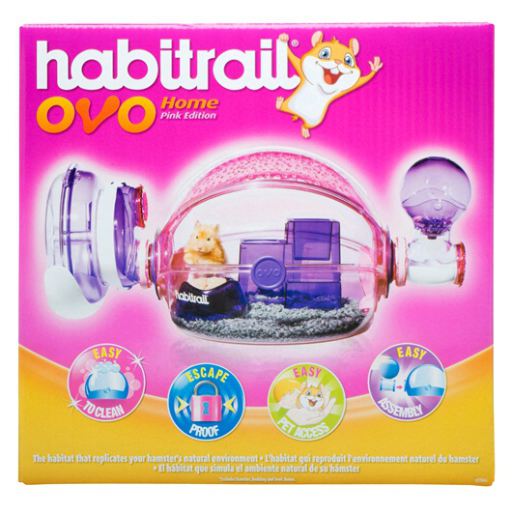 habitrail®
OVO Home
Pink Edition
OVO
habitrail
EASY
TO CLEAN
ESCAPE
PROOF
EASY
PET ACCESS
EASY
ASSEMBLY
The habitat that replicates your hamster's natural environment • L'habitat qui reproduit l'environnement naturel du hamster
• El hábitat que simula el ambiente natural de su hámster
*Includes